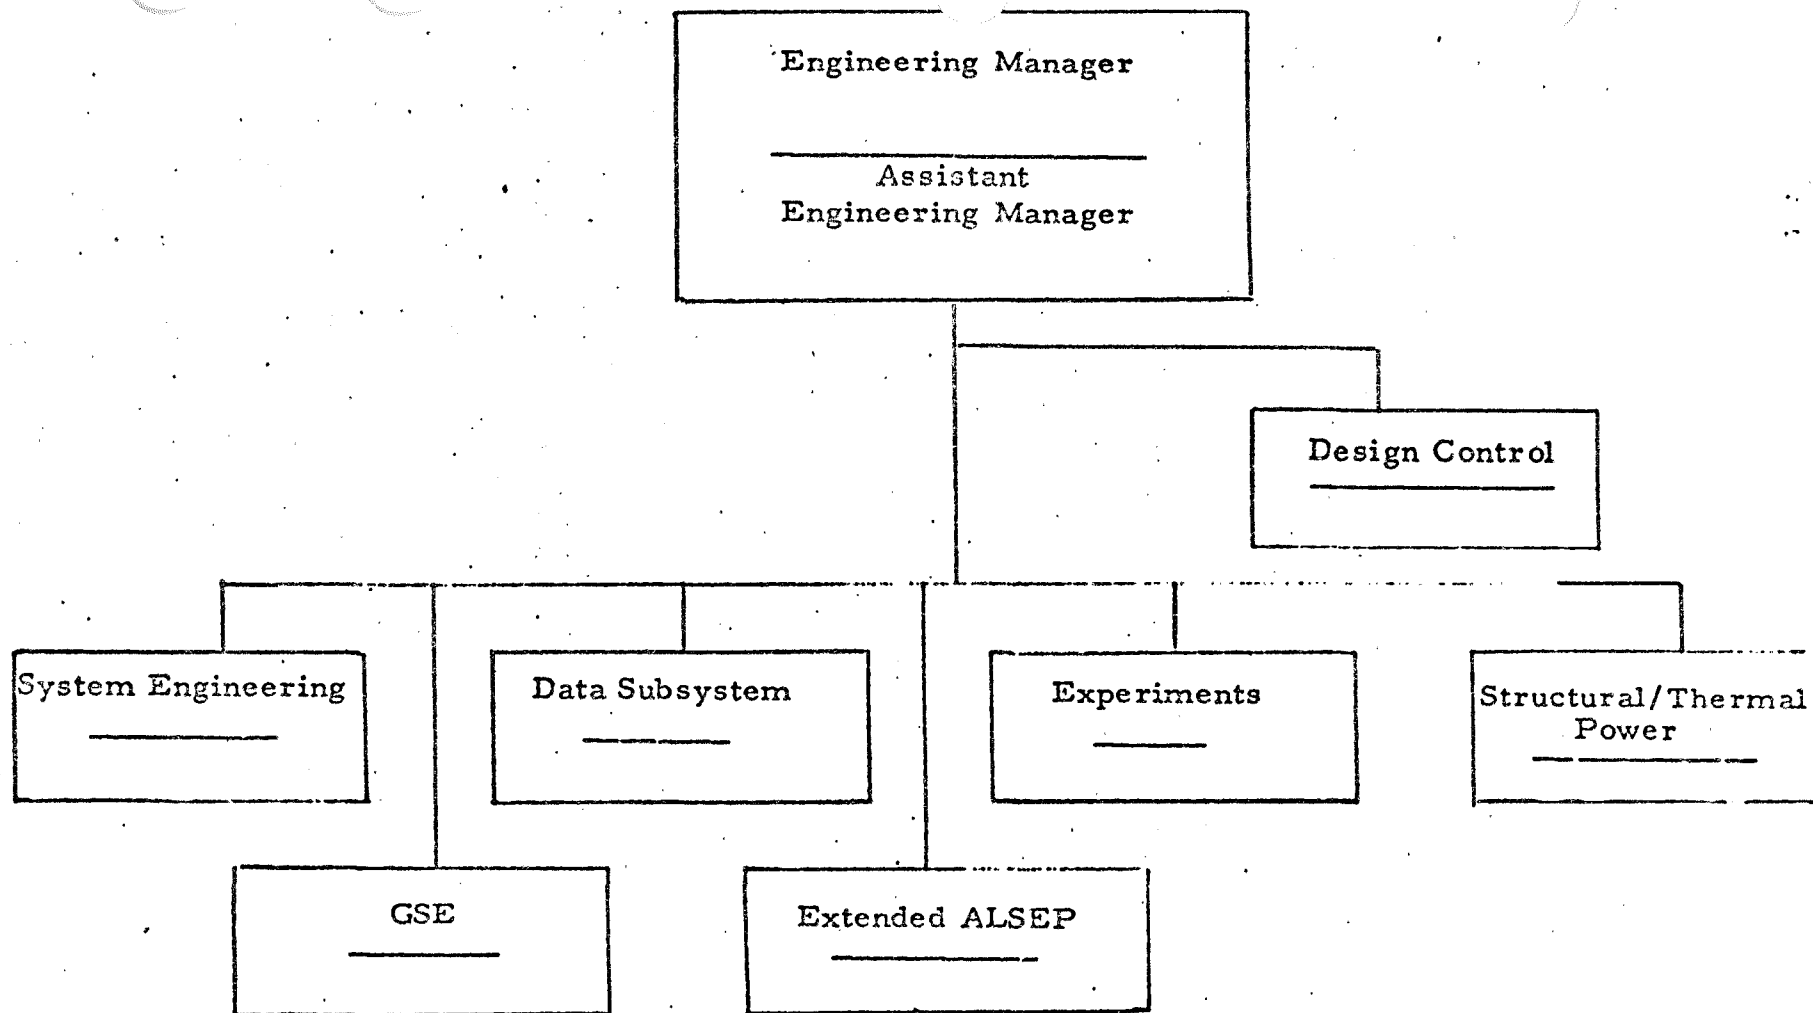 Engineering Manager
Assistant
Engineering Manager
Design Control
System Engineering
Data Subsystem
Experiments
Structural/Thermal
Power
GSE
Extended ALSEP